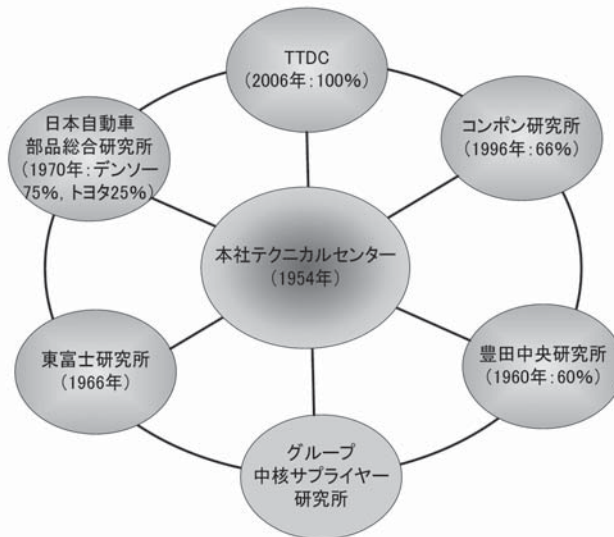 TTDC
(2006年:100%)
コンポン研究所
(1996年:66%)
日本自動車
部品総合研究所
(1970年:デンソー
75%,トヨタ25%)
本社テクニカルセンター
(1954年)
東富士研究所
(1966年)
豊田中央研究所
(1960年:60%)
グループ
中核サプライヤー
研究所